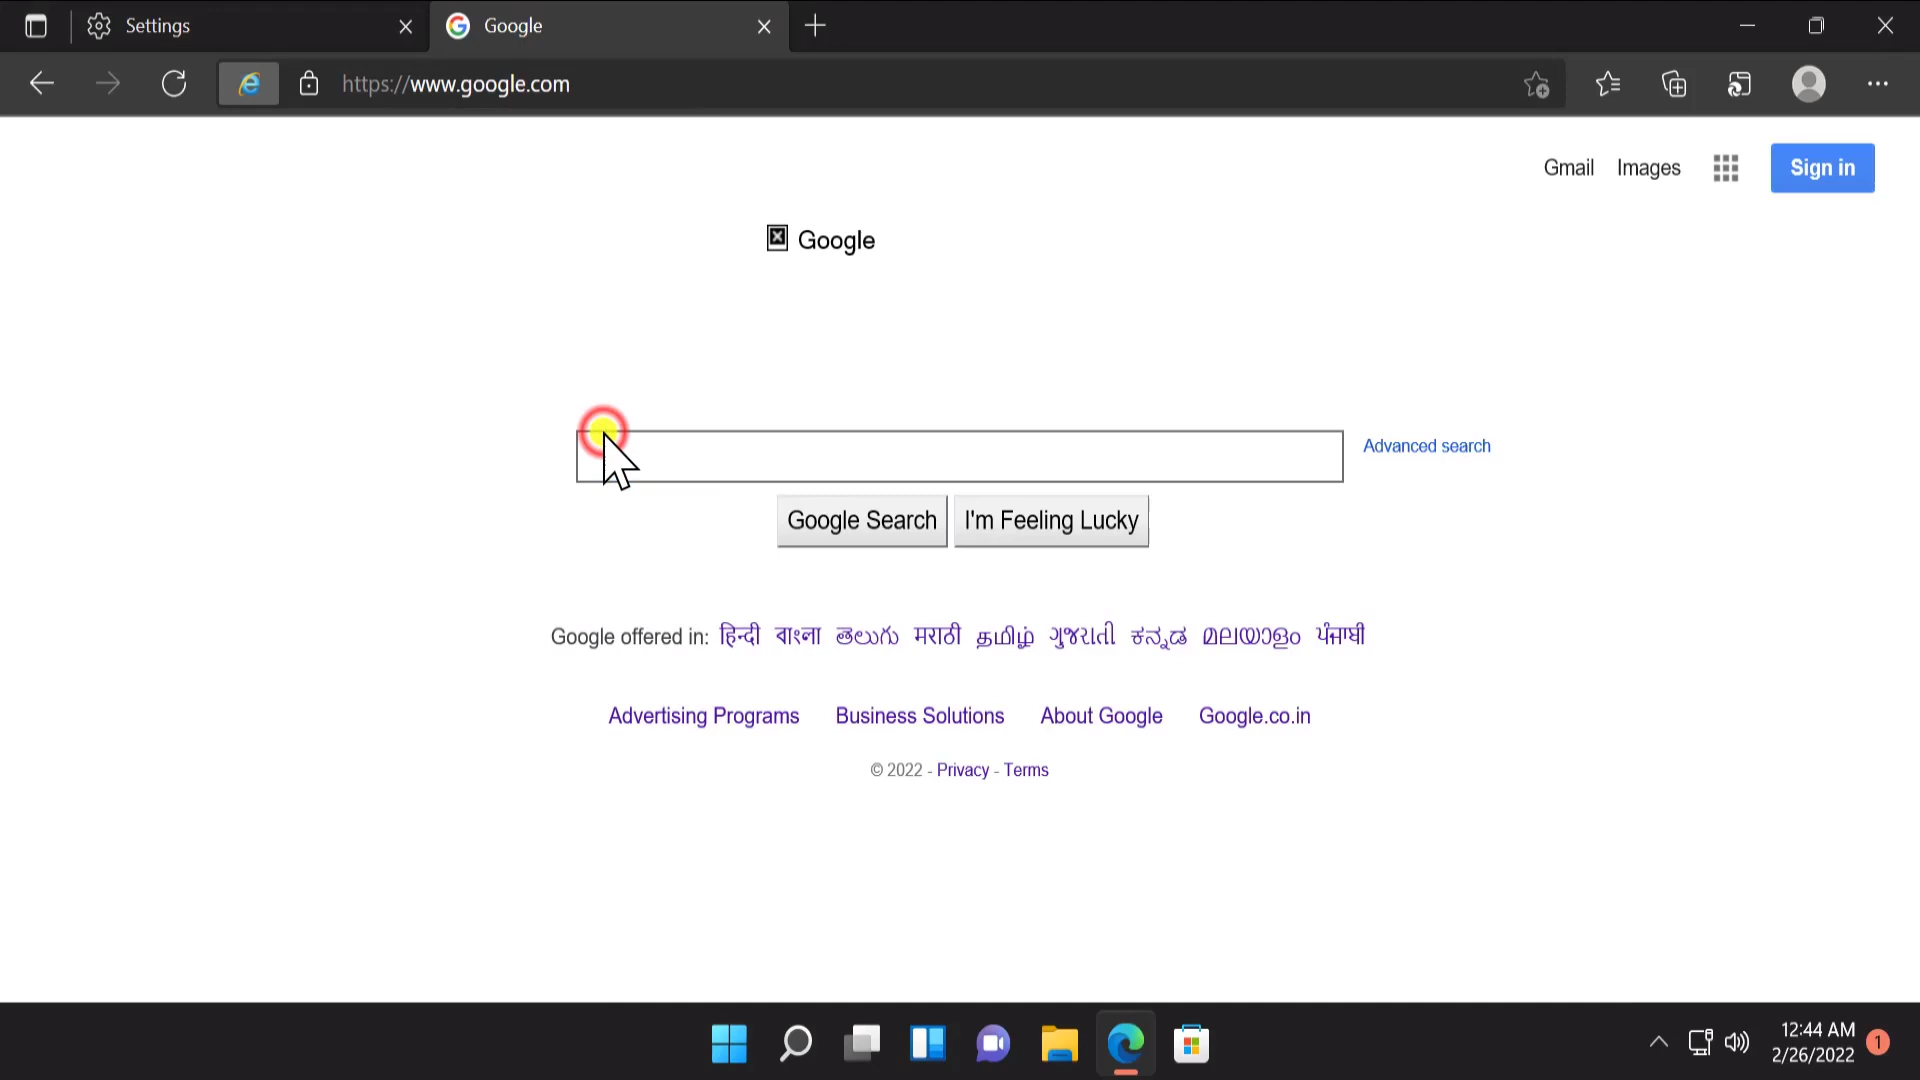 Settings
Google
https://www.google.com
Gmail Images Sign in
Google
Advanced search
Google Search I'm Feeling Lucky
Google offered in: हिन्दी বাংলা తెలుగు मराठी தமிழ் ગુજરાતી ಕನ್ನಡ മലയാളം ਪੰਜਾਬੀ
Advertising Programs Business Solutions About Google Google.co.in
© 2022 - Privacy - Terms
12:44 AM
2/26/2022
1